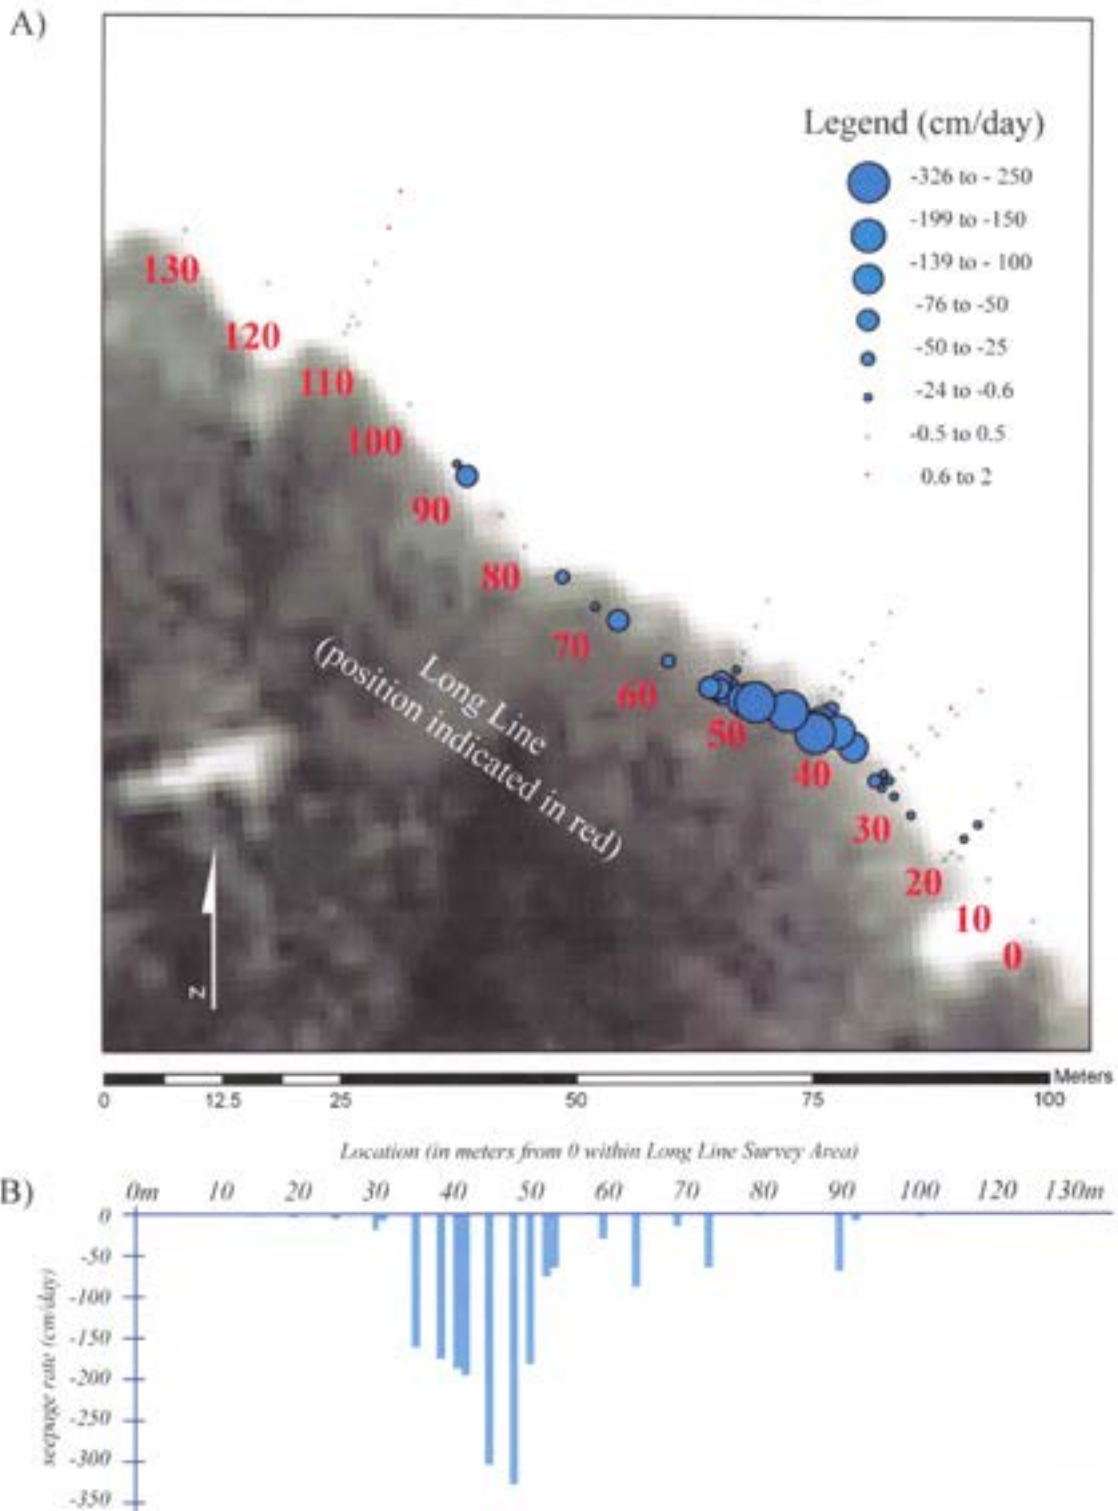 A)
Legend (cm/day)
-326 to - 250
-199 to -150
-139 to - 100
-76 to -50
-50 to -25
-24 to -0.6
-0.5 to 0.5
0.6 to 2
130
120
110
100
90
80
70
60
50
40
30
20
10
0
Long Line
(position indicated in red)
N
Meters
0 12.5 25 50 75 100
Location (in meters from 0 within Long Line Survey Area)
B)
0m 10 20 30 40 50 60 70 80 90 100 120 130m
0
-50
-100
-150
-200
-250
-300
-350
seepage rate (cm/day)